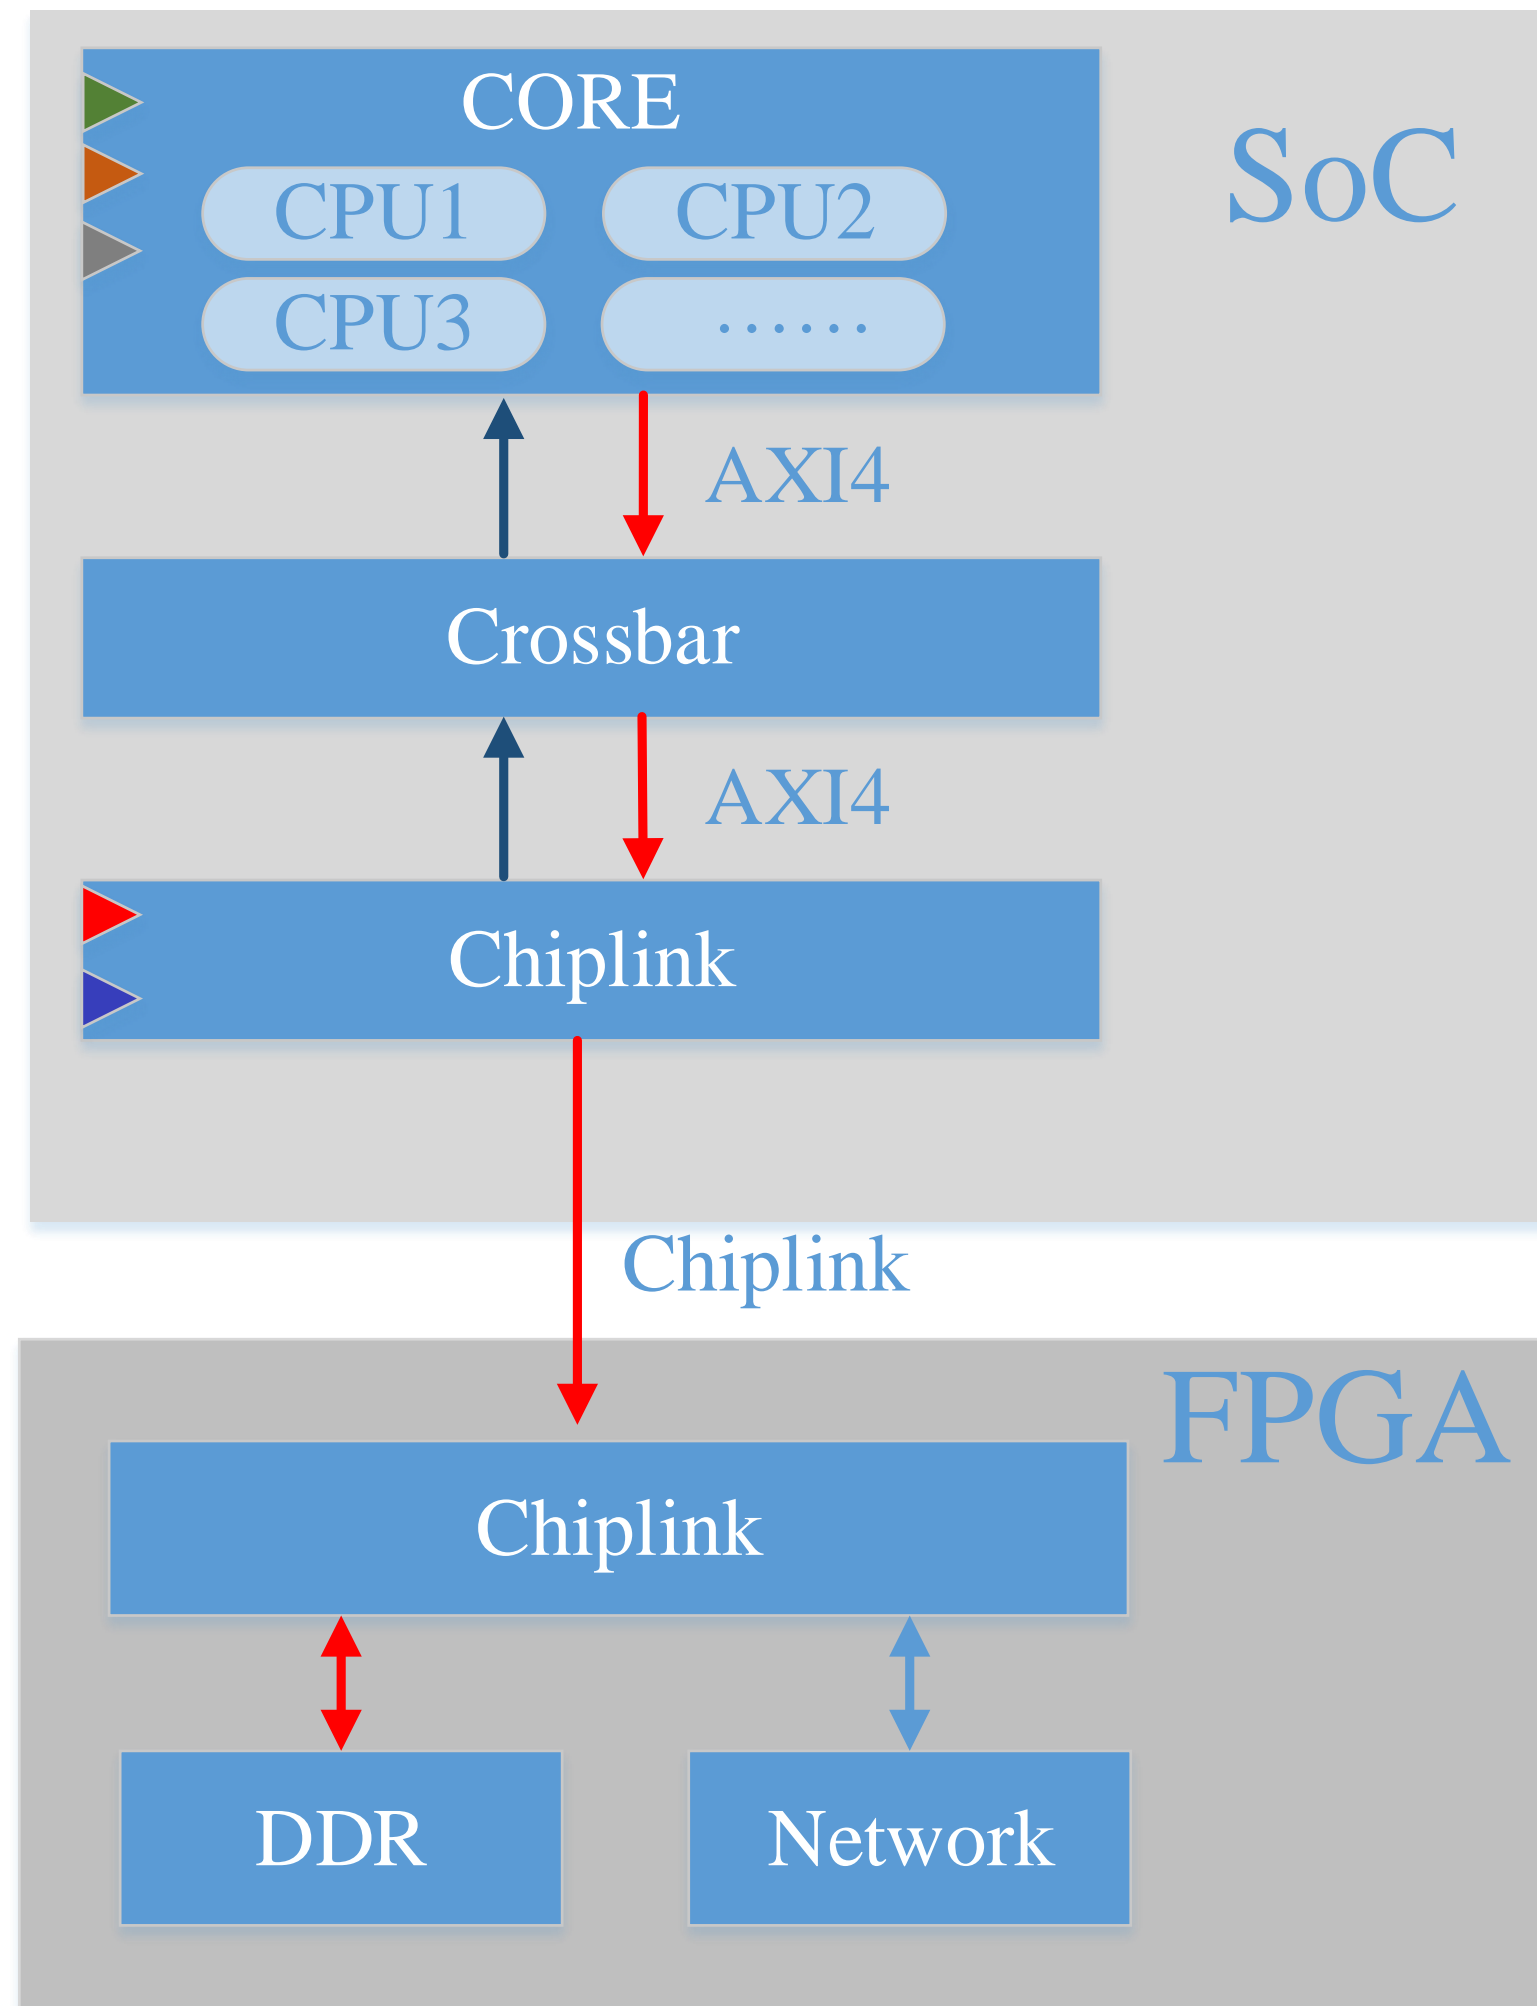 CORE
SoC
CPU1
CPU2
CPU3
······
AXI4
Crossbar
AXI4
Chiplink
Chiplink
FPGA
Chiplink
DDR
Network